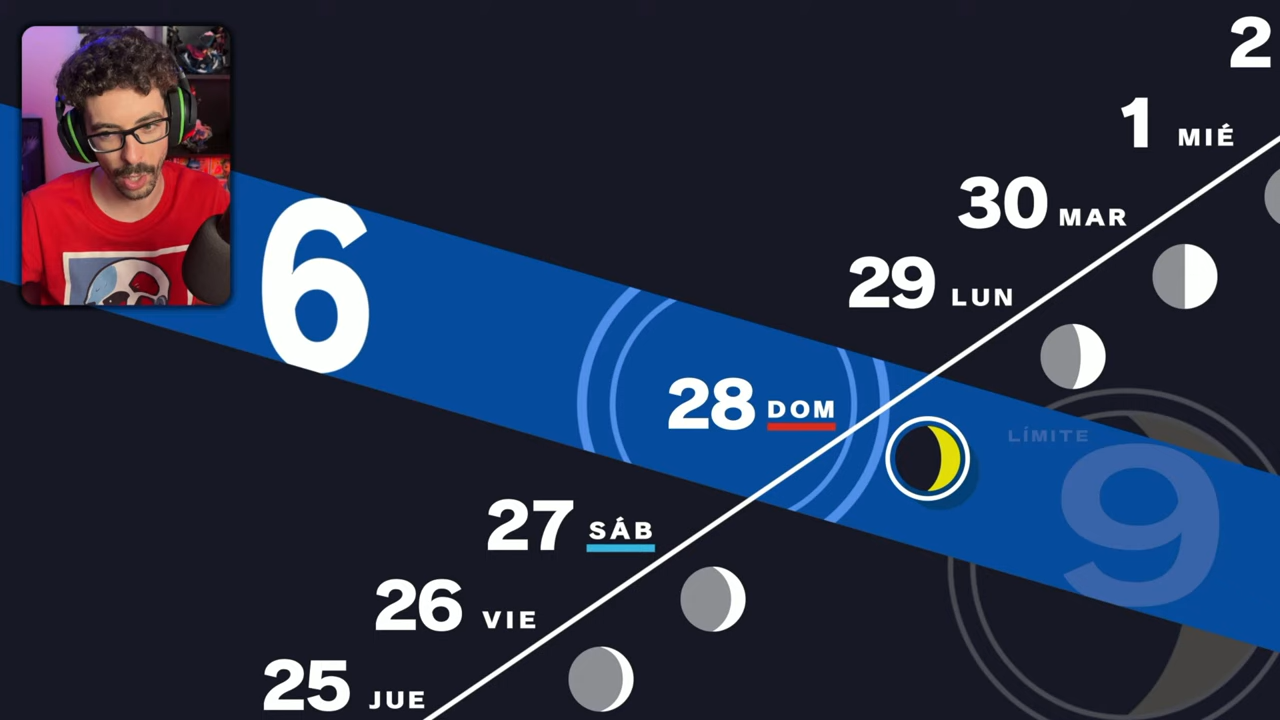 2
1 MIÉ
30 MAR
29 LUN
6
28 DOM
LÍMITE
9
27 SÁB
26 VIE
25 JUE